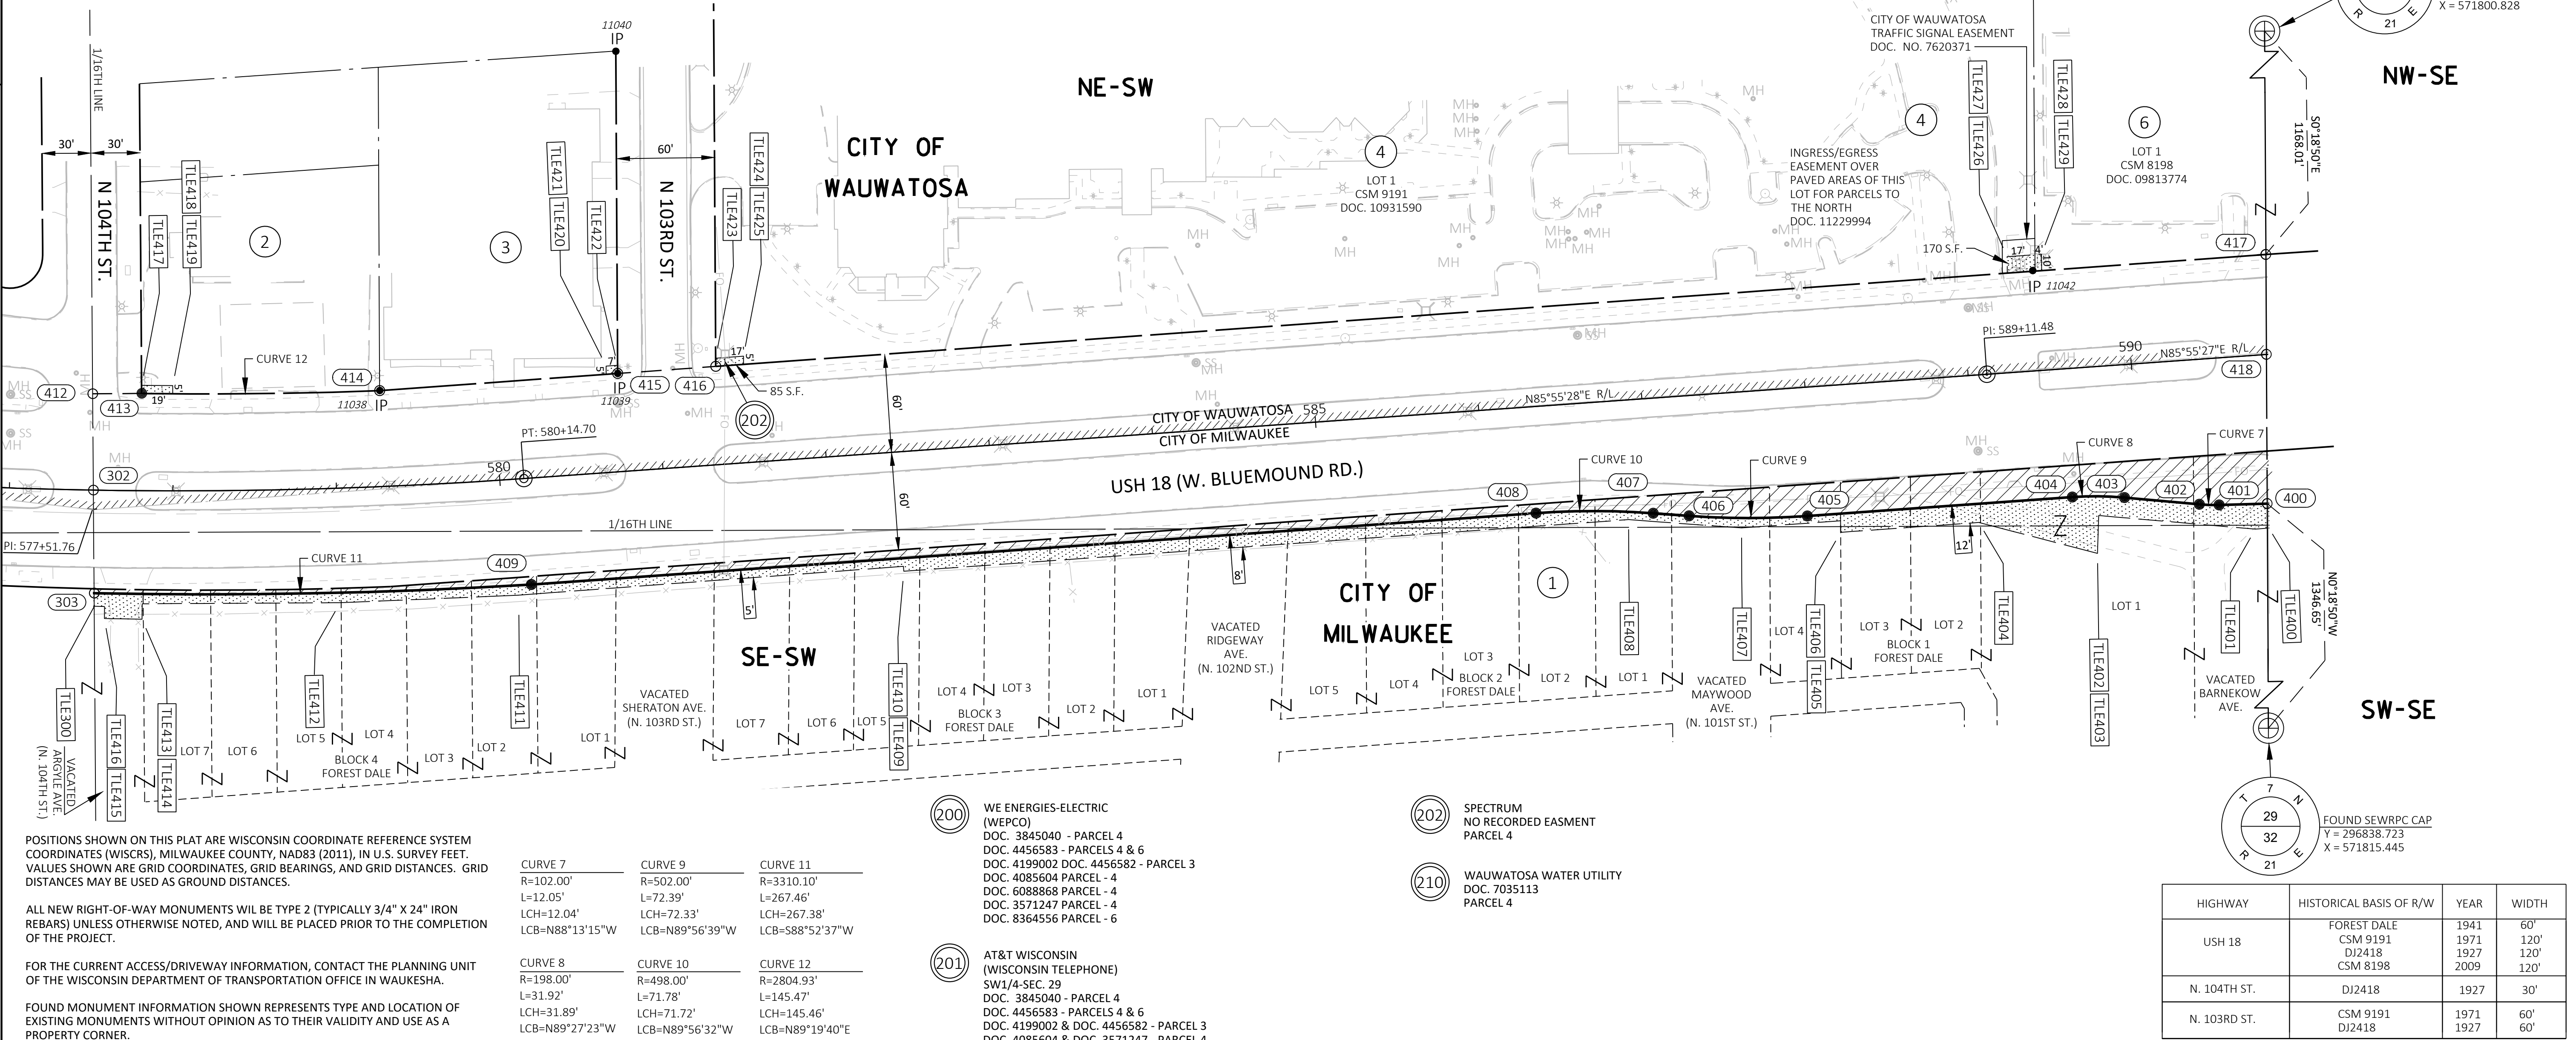 11040
IP
1/16TH LINE
30'
30'
N 104TH ST.
TLE417
TLE418
TLE419
2
3
CURVE 12
5'
19'
412
413
414
11038
IP
TLE421
TLE420
TLE422
60'
N 103RD ST.
7'
5'
IP
11039
415
416
TLE423
TLE424
TLE425
17'
5'
85 S.F.
202
CITY OF
WAUWATOSA
NE-SW
4
LOT 1
CSM 9191
DOC. 10931590
CITY OF WAUWATOSA
TRAFFIC SIGNAL EASEMENT
DOC. NO. 7620371
4
INGRESS/EGRESS
EASEMENT OVER
PAVED AREAS OF THIS
LOT FOR PARCELS TO
THE NORTH
DOC. 11229994
TLE427
TLE426
TLE428
TLE429
6
LOT 1
CSM 8198
DOC. 09813774
170 S.F.
17'
4'
10'
IP 11042
417
S0°18'50"E
1168.01'
21
R
E
X = 571800.828
NW-SE
PI: 589+11.48
590
N85°55'27"E R/L
418
PT: 580+14.70
580
302
PI: 577+51.76
60'
60'
CITY OF WAUWATOSA
585
N85°55'28"E R/L
CITY OF MILWAUKEE
USH 18 (W. BLUEMOUND RD.)
1/16TH LINE
CURVE 11
409
303
CURVE 10
408
407
406
CURVE 9
405
CURVE 8
404
403
402
CURVE 7
401
400
5'
8'
12'
Z
CITY OF
MILWAUKEE
1
SE-SW
SW-SE
N0°18'50"W
1346.65'
TLE300
VACATED
ARGYLE AVE.
(N. 104TH ST.)
TLE416
TLE415
TLE413
TLE414
LOT 7
LOT 6
TLE412
LOT 5
LOT 4
BLOCK 4
FOREST DALE
LOT 3
LOT 2
TLE411
LOT 1
VACATED
SHERATON AVE.
(N. 103RD ST.)
LOT 7
LOT 6
LOT 5
TLE410
TLE409
LOT 4
LOT 3
BLOCK 3
FOREST DALE
LOT 2
LOT 1
VACATED
RIDGEWAY
AVE.
(N. 102ND ST.)
LOT 5
LOT 4
LOT 3
BLOCK 2
FOREST DALE
LOT 2
LOT 1
TLE408
VACATED
MAYWOOD
AVE.
(N. 101ST ST.)
TLE407
LOT 4
TLE406
TLE405
LOT 3
BLOCK 1
FOREST DALE
LOT 2
TLE404
LOT 1
TLE402
TLE403
VACATED
BARNEKOW
AVE.
TLE401
TLE400
T
7
N
29
32
R
21
E
FOUND SEWRPC CAP
Y = 296838.723
X = 571815.445
POSITIONS SHOWN ON THIS PLAT ARE WISCONSIN COORDINATE REFERENCE SYSTEM
COORDINATES (WISCRS), MILWAUKEE COUNTY, NAD83 (2011), IN U.S. SURVEY FEET.
VALUES SHOWN ARE GRID COORDINATES, GRID BEARINGS, AND GRID DISTANCES. GRID
DISTANCES MAY BE USED AS GROUND DISTANCES.
ALL NEW RIGHT-OF-WAY MONUMENTS WIL BE TYPE 2 (TYPICALLY 3/4" X 24" IRON
REBARS) UNLESS OTHERWISE NOTED, AND WILL BE PLACED PRIOR TO THE COMPLETION
OF THE PROJECT.
FOR THE CURRENT ACCESS/DRIVEWAY INFORMATION, CONTACT THE PLANNING UNIT
OF THE WISCONSIN DEPARTMENT OF TRANSPORTATION OFFICE IN WAUKESHA.
FOUND MONUMENT INFORMATION SHOWN REPRESENTS TYPE AND LOCATION OF
EXISTING MONUMENTS WITHOUT OPINION AS TO THEIR VALIDITY AND USE AS A
PROPERTY CORNER.
CURVE 7
R=102.00'
L=12.05'
LCH=12.04'
LCB=N88°13'15"W
CURVE 9
R=502.00'
L=72.39'
LCH=72.33'
LCB=N89°56'39"W
CURVE 11
R=3310.10'
L=267.46'
LCH=267.38'
LCB=S88°52'37"W
CURVE 8
R=198.00'
L=31.92'
LCH=31.89'
LCB=N89°27'23"W
CURVE 10
R=498.00'
L=71.78'
LCH=71.72'
LCB=N89°56'32"W
CURVE 12
R=2804.93'
L=145.47'
LCH=145.46'
LCB=N89°19'40"E
200
WE ENERGIES-ELECTRIC
(WEPCO)
DOC. 3845040 - PARCEL 4
DOC. 4456583 - PARCELS 4 & 6
DOC. 4199002 DOC. 4456582 - PARCEL 3
DOC. 4085604 PARCEL - 4
DOC. 6088868 PARCEL - 4
DOC. 3571247 PARCEL - 4
DOC. 8364556 PARCEL - 6
201
AT&T WISCONSIN
(WISCONSIN TELEPHONE)
SW1/4-SEC. 29
DOC. 3845040 - PARCEL 4
DOC. 4456583 - PARCELS 4 & 6
DOC. 4199002 & DOC. 4456582 - PARCEL 3
DOC. 4085604 & DOC. 3571247 - PARCEL 4
202
SPECTRUM
NO RECORDED EASMENT
PARCEL 4
210
WAUWATOSA WATER UTILITY
DOC. 7035113
PARCEL 4
HIGHWAY HISTORICAL BASIS OF R/W YEAR WIDTH
USH 18
FOREST DALE 1941 60'
CSM 9191 1971 120'
DJ2418 1927 120'
CSM 8198 2009 120'
N. 104TH ST. DJ2418 1927 30'
N. 103RD ST.
CSM 9191 1971 60'
DJ2418 1927 60'